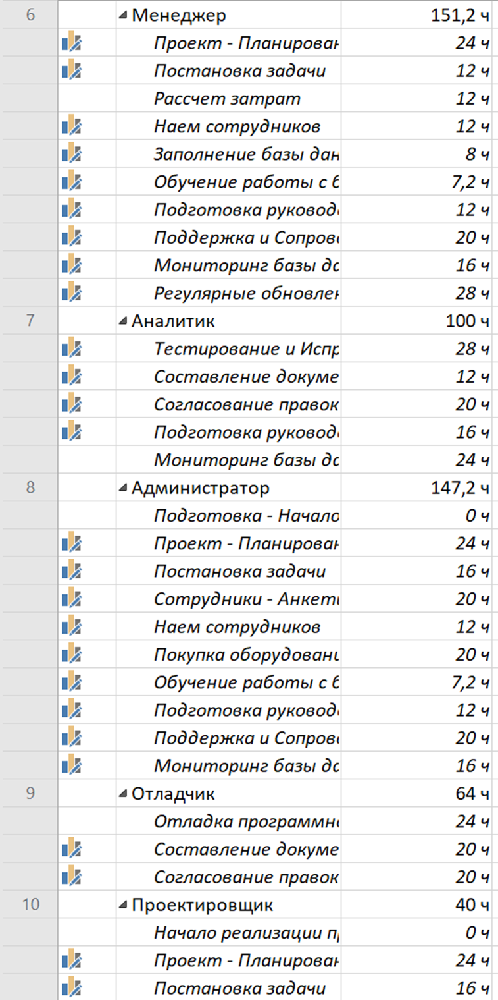 6 Менеджер 151,2 ч
Проект - Планирован 24 ч
Постановка задачи 12 ч
Рассчет затрат 12 ч
Наем сотрудников 12 ч
Заполнение базы дан 8 ч
Обучение работы с б 7,2 ч
Подготовка руковод 12 ч
Поддержка и Сопров 20 ч
Мониторинг базы да 16 ч
Регулярные обновлен 28 ч
7 Аналитик 100 ч
Тестирование и Испр 28 ч
Составление докуме 12 ч
Согласование правок 20 ч
Подготовка руковод 16 ч
Мониторинг базы да 24 ч
8 Администратор 147,2 ч
Подготовка - Начало 0 ч
Проект - Планирован 24 ч
Постановка задачи 16 ч
Сотрудники - Анкети 20 ч
Наем сотрудников 12 ч
Покупка оборудовани 20 ч
Обучение работы с б 7,2 ч
Подготовка руковод 12 ч
Поддержка и Сопров 20 ч
Мониторинг базы да 16 ч
9 Отладчик 64 ч
Отладка программн 24 ч
Составление докуме 20 ч
Согласование правок 20 ч
10 Проектировщик 40 ч
Начало реализации п 0 ч
Проект - Планирован 24 ч
Постановка задачи 16 ч